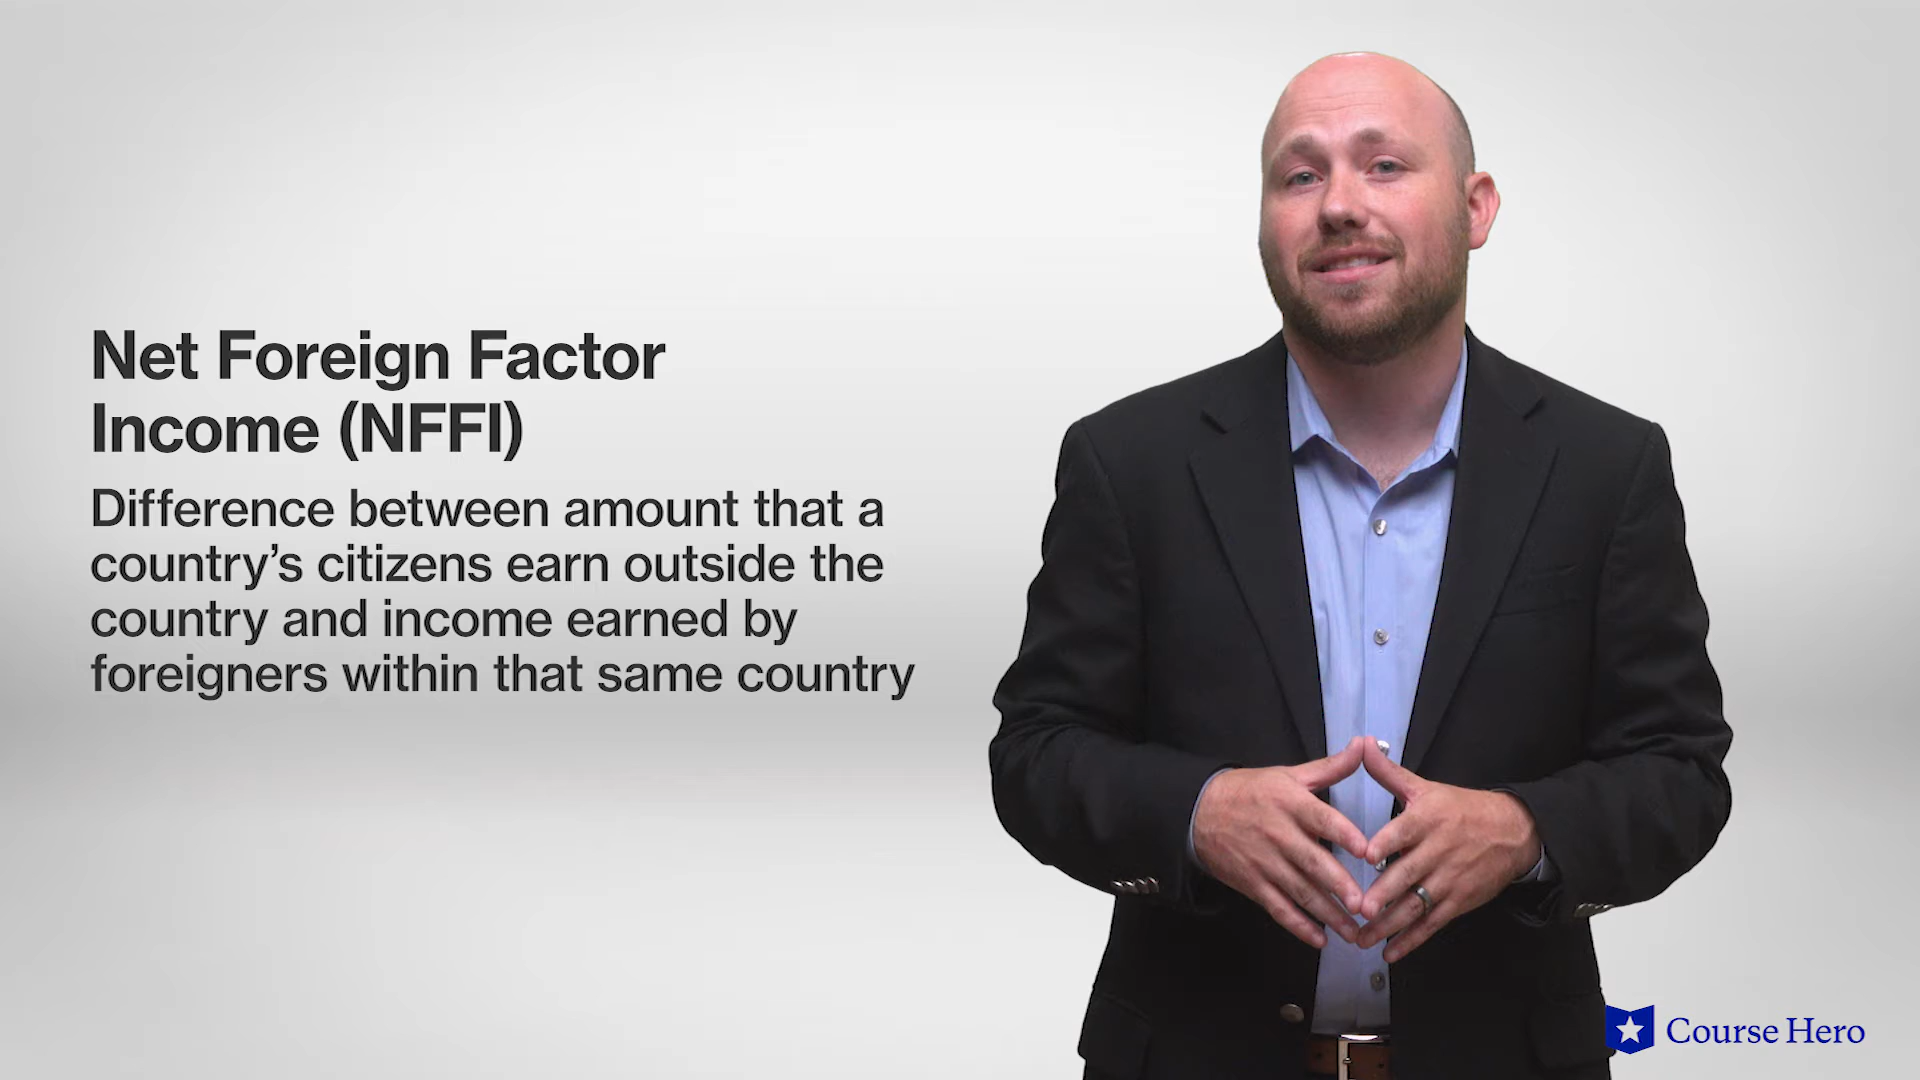 Net Foreign Factor
Income (NFFI)
Difference between amount that a
country’s citizens earn outside the
country and income earned by
foreigners within that same country
Course Hero